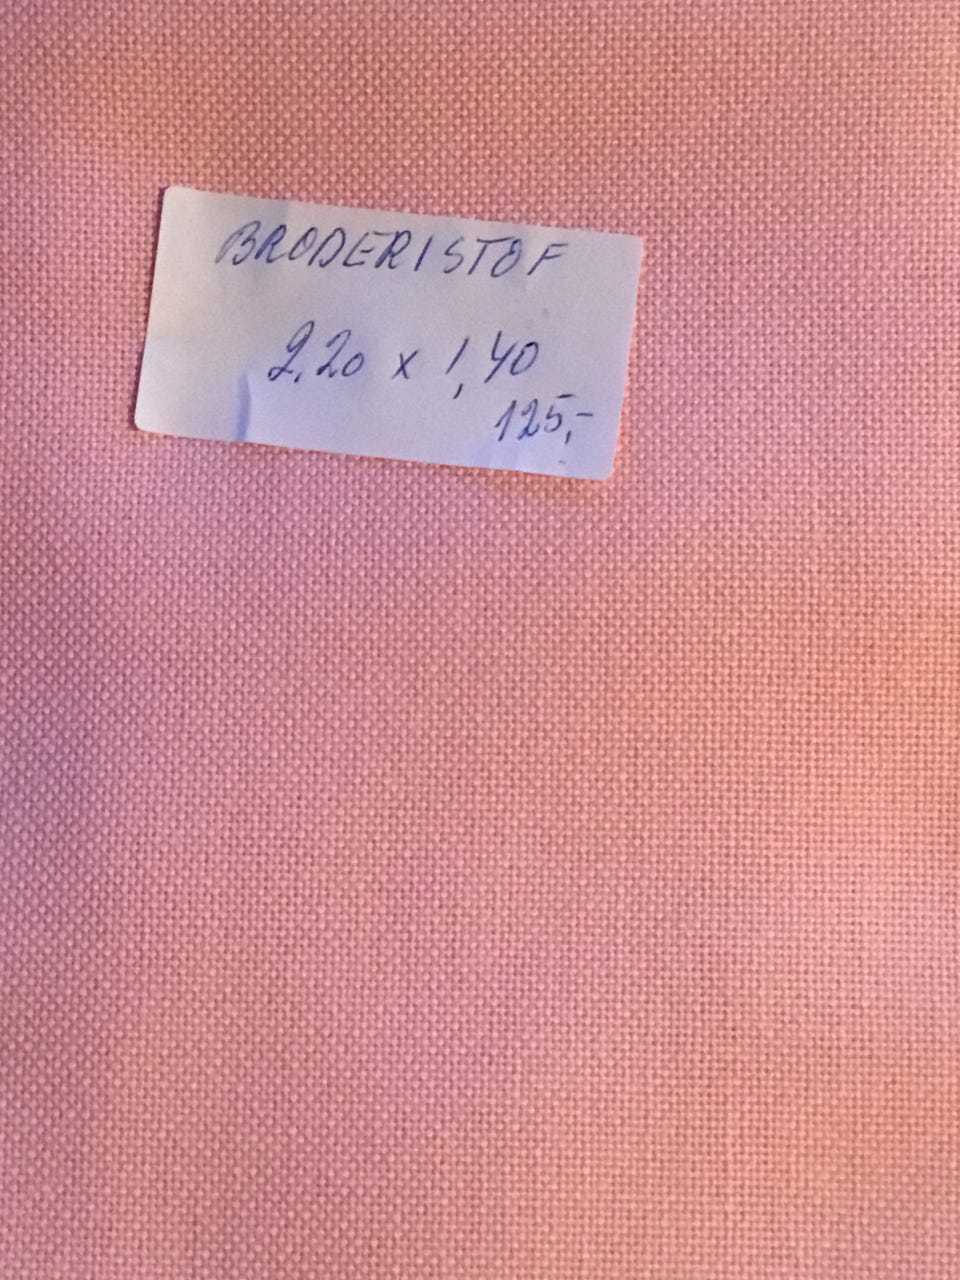 BRODERISTOF
2,20 x 1,40
125,-